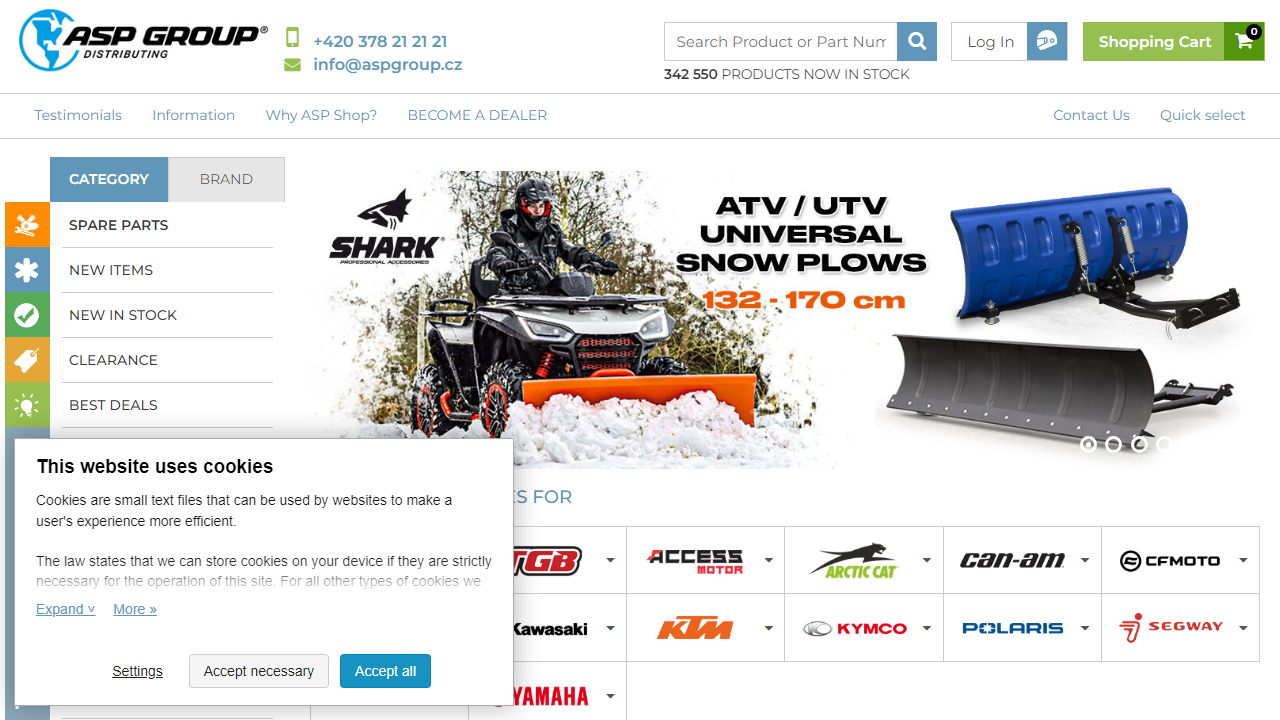 ASP GROUP®
DISTRIBUTING
+420 378 21 21 21
info@aspgroup.cz
Search Product or Part Num
342 550 PRODUCTS NOW IN STOCK
Log In
Shopping Cart
0
Testimonials
Information
Why ASP Shop?
BECOME A DEALER
Contact Us
Quick select
CATEGORY
BRAND
SPARE PARTS
NEW ITEMS
NEW IN STOCK
CLEARANCE
BEST DEALS
SHARK®
PROFESSIONAL ACCESSORIES
ATV / UTV
UNIVERSAL
SNOW PLOWS
132 - 170 cm
ES FOR
TGB
ACCESS
MOTOR
ARCTIC CAT
can-am
CFMOTO
Kawasaki
KTM
KYMCO
POLARIS
SEGWAY
YAMAHA
This website uses cookies
Cookies are small text files that can be used by websites to make a
user's experience more efficient.
The law states that we can store cookies on your device if they are strictly
necessary for the operation of this site. For all other types of cookies we
Expand ˅
More »
Settings
Accept necessary
Accept all